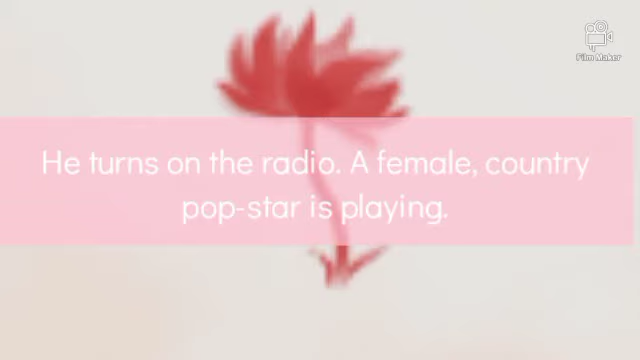 Film Maker
He turns on the radio. A female, country
pop-star is playing.